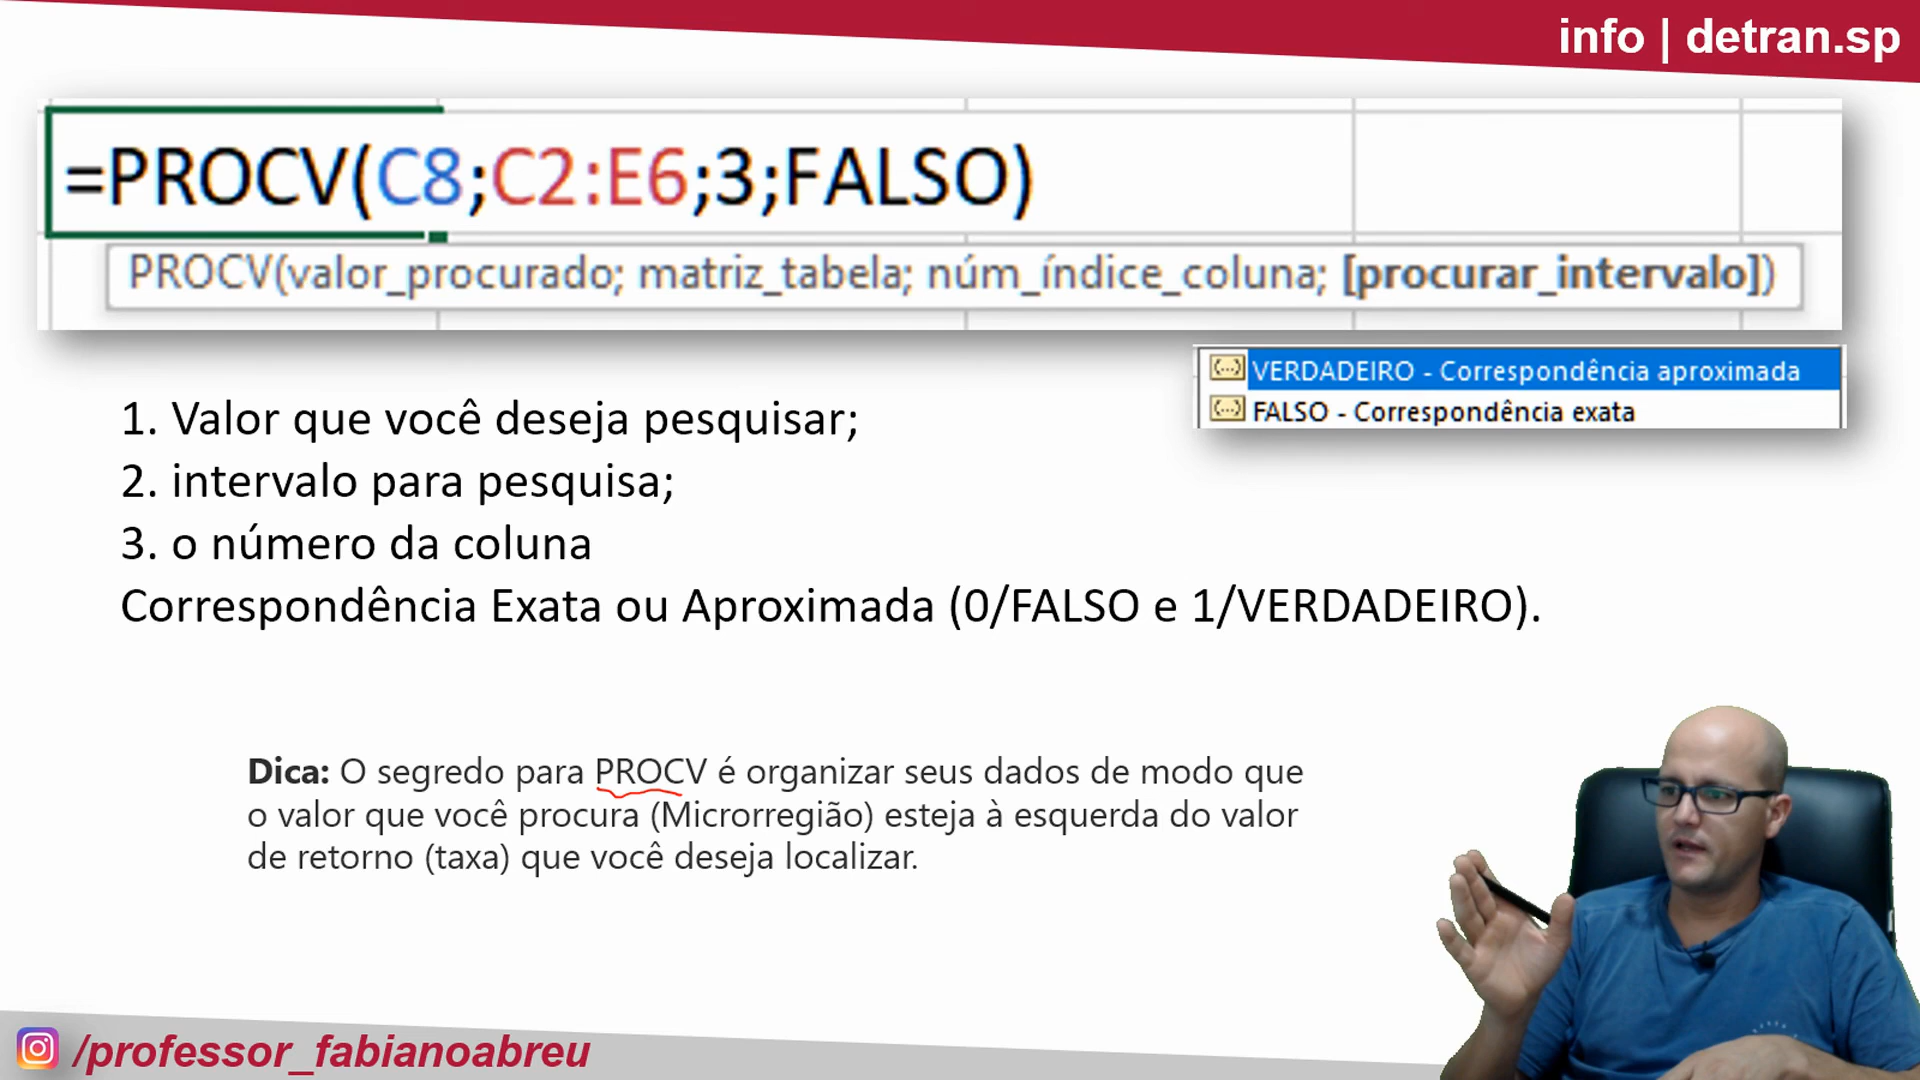 info | detran.sp
=PROCV(C8;C2:E6;3;FALSO)
PROCV(valor_procurado; matriz_tabela; núm_índice_coluna; [procurar_intervalo])
VERDADEIRO - Correspondência aproximada
FALSO - Correspondência exata
1. Valor que você deseja pesquisar;
2. intervalo para pesquisa;
3. o número da coluna
Correspondência Exata ou Aproximada (0/FALSO e 1/VERDADEIRO).
Dica: O segredo para PROCV é organizar seus dados de modo que
o valor que você procura (Microrregião) esteja à esquerda do valor
de retorno (taxa) que você deseja localizar.
/professor_fabianoabreu